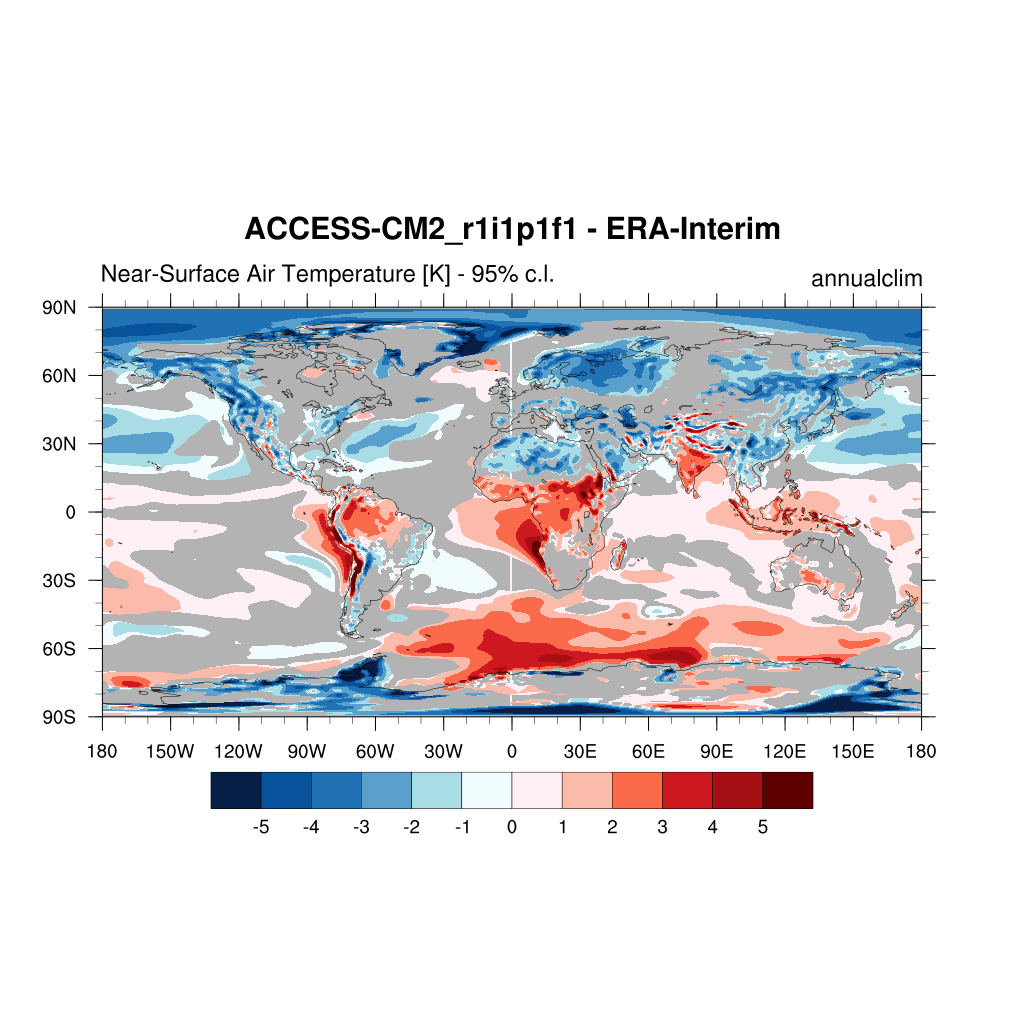 ACCESS-CM2_r1i1p1f1 - ERA-Interim
Near-Surface Air Temperature [K] - 95% c.l.
annualclim
90N
60N
30N
0
30S
60S
90S
180 150W 120W 90W 60W 30W 0 30E 60E 90E 120E 150E 180
-5 -4 -3 -2 -1 0 1 2 3 4 5